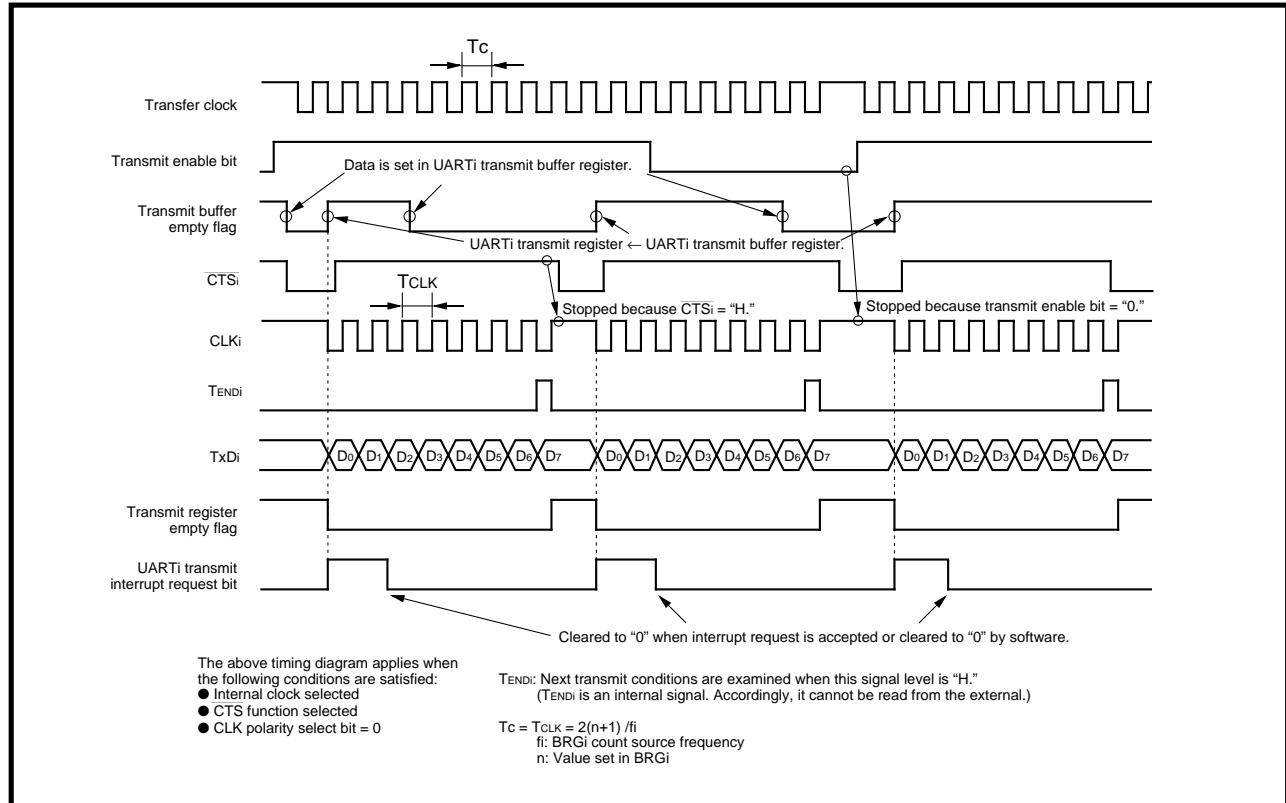 Tc
Transfer clock
Transmit enable bit
Data is set in UARTi transmit buffer register.
Transmit buffer
empty flag
UARTi transmit register ← UARTi transmit buffer register.
CTSi
TCLK
Stopped because CTSi = “H.”
Stopped because transmit enable bit = “0.”
CLKi
TENDi
TxDi
D0 D1 D2 D3 D4 D5 D6 D7 D0 D1 D2 D3 D4 D5 D6 D7 D0 D1 D2 D3 D4 D5 D6 D7
Transmit register
empty flag
UARTi transmit
interrupt request bit
Cleared to “0” when interrupt request is accepted or cleared to “0” by software.
The above timing diagram applies when
the following conditions are satisfied:
● Internal clock selected
● CTS function selected
● CLK polarity select bit = 0
TENDi: Next transmit conditions are examined when this signal level is “H.”
(TENDi is an internal signal. Accordingly, it cannot be read from the external.)
Tc = TCLK = 2(n+1) /fi
fi: BRGi count source frequency
n: Value set in BRGi